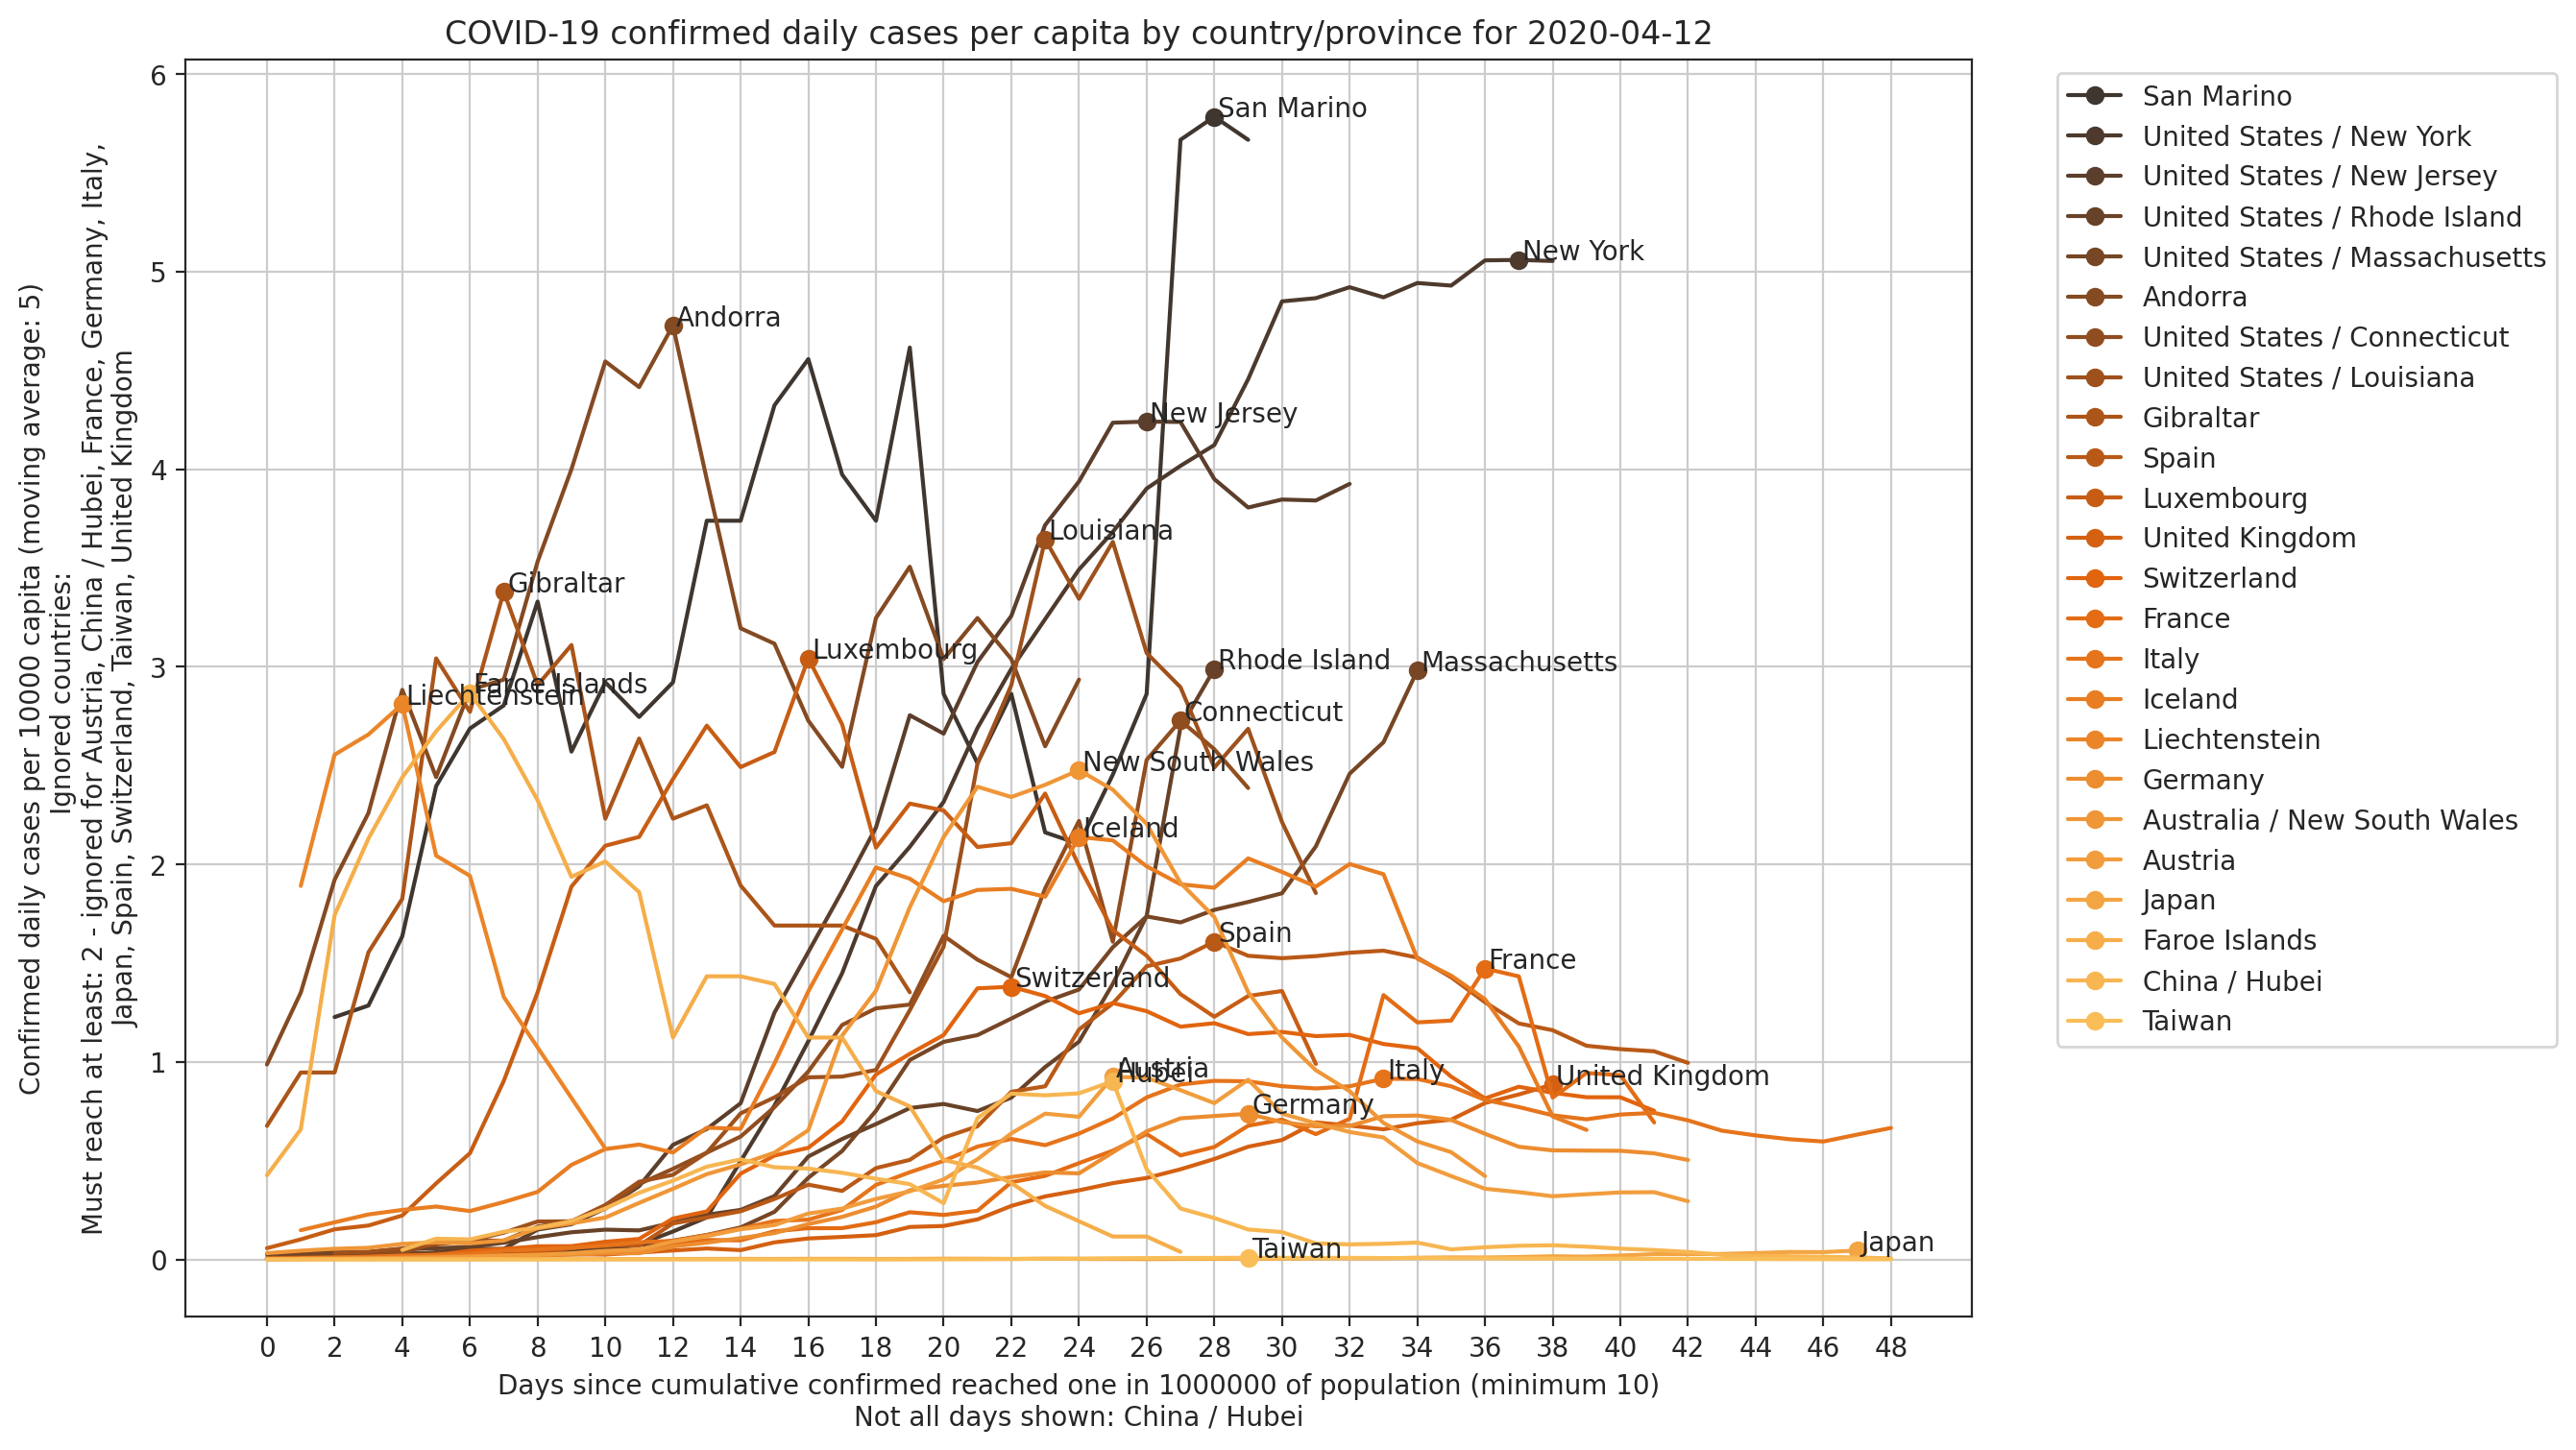 COVID-19 confirmed daily cases per capita by country/province for 2020-04-12
Confirmed daily cases per 10000 capita (moving average: 5)
Ignored countries:
Must reach at least: 2 - ignored for Austria, China / Hubei, France, Germany, Italy,
Japan, Spain, Switzerland, Taiwan, United Kingdom
6
5
4
3
2
1
0
San Marino
New York
Andorra
New Jersey
Louisiana
Gibraltar
Luxembourg
Rhode Island
Massachusetts
Faroe Islands
Liechtenstein
Connecticut
New South Wales
Iceland
Spain
France
Switzerland
Austria
Hubei
Italy
United Kingdom
Germany
Taiwan
Japan
0 2 4 6 8 10 12 14 16 18 20 22 24 26 28 30 32 34 36 38 40 42 44 46 48
Days since cumulative confirmed reached one in 1000000 of population (minimum 10)
Not all days shown: China / Hubei
San Marino
United States / New York
United States / New Jersey
United States / Rhode Island
United States / Massachusetts
Andorra
United States / Connecticut
United States / Louisiana
Gibraltar
Spain
Luxembourg
United Kingdom
Switzerland
France
Italy
Iceland
Liechtenstein
Germany
Australia / New South Wales
Austria
Japan
Faroe Islands
China / Hubei
Taiwan